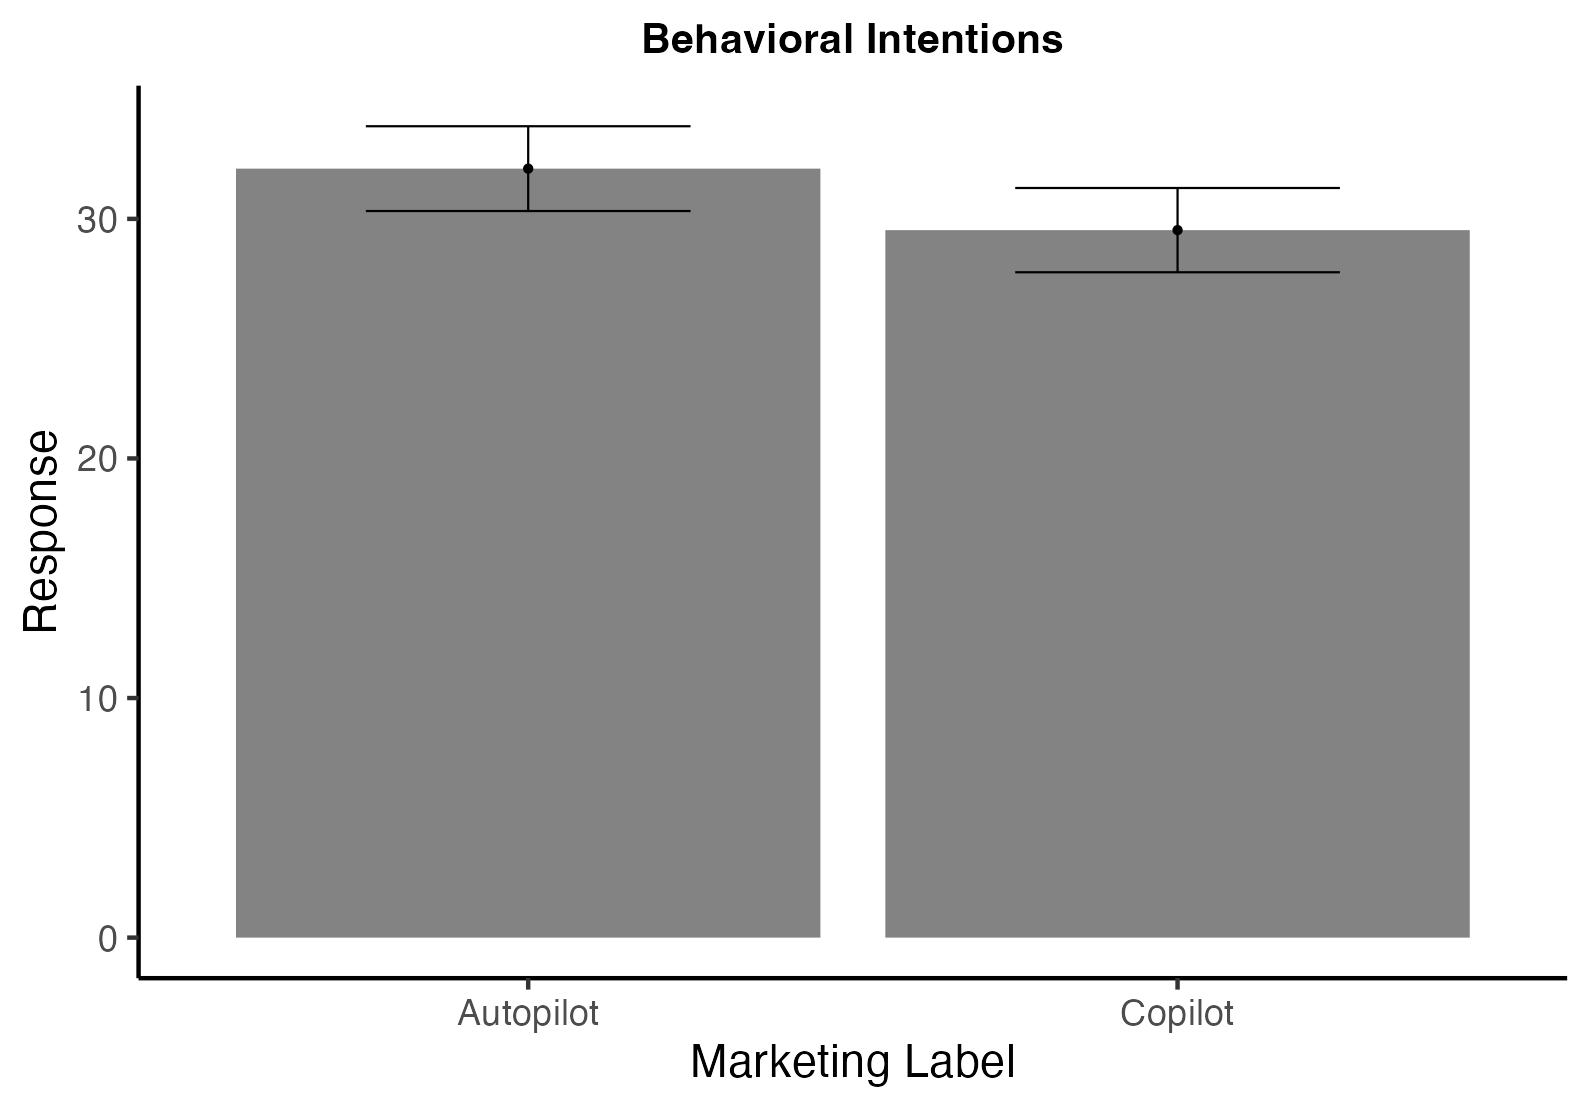 Behavioral Intentions
Response
30
20
10
0
Autopilot
Copilot
Marketing Label